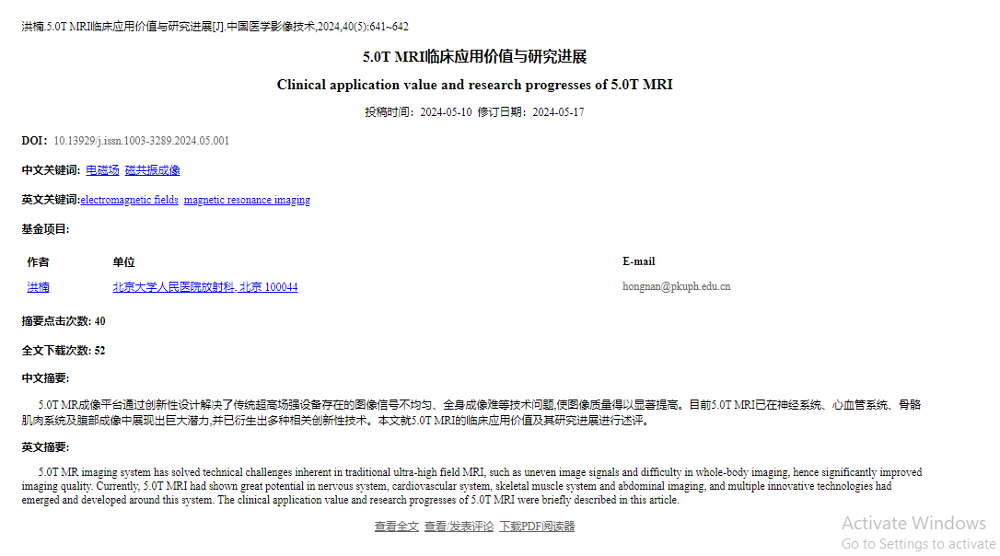 洪楠.5.0T MRI临床应用价值与研究进展[J].中国医学影像技术,2024,40(5):641~642
5.0T MRI临床应用价值与研究进展
Clinical application value and research progresses of 5.0T MRI
投稿时间：2024-05-10 修订日期：2024-05-17
DOI：10.13929/j.issn.1003-3289.2024.05.001
中文关键词: 电磁场 磁共振成像
英文关键词:electromagnetic fields magnetic resonance imaging
基金项目:
作者 单位 E-mail
洪楠 北京大学人民医院放射科, 北京 100044 hongnan@pkuph.edu.cn
摘要点击次数: 40
全文下载次数: 52
中文摘要:
5.0T MR成像平台通过创新性设计解决了传统超高场强设备存在的图像信号不均匀、全身成像难等技术问题,使图像质量得以显著提高。目前5.0T MRI已在神经系统、心血管系统、骨骼
肌肉系统及腹部成像中展现出巨大潜力,并已衍生出多种相关创新性技术。本文就5.0T MRI的临床应用价值及其研究进展进行述评。
英文摘要:
5.0T MR imaging system has solved technical challenges inherent in traditional ultra-high field MRI, such as uneven image signals and difficulty in whole-body imaging, hence significantly improved
imaging quality. Currently, 5.0T MRI had shown great potential in nervous system, cardiovascular system, skeletal muscle system and abdominal imaging, and multiple innovative technologies had
emerged and developed around this system. The clinical application value and research progresses of 5.0T MRI were briefly described in this article.
查看全文 查看/发表评论 下载PDF阅读器
Activate Windows
Go to Settings to activate